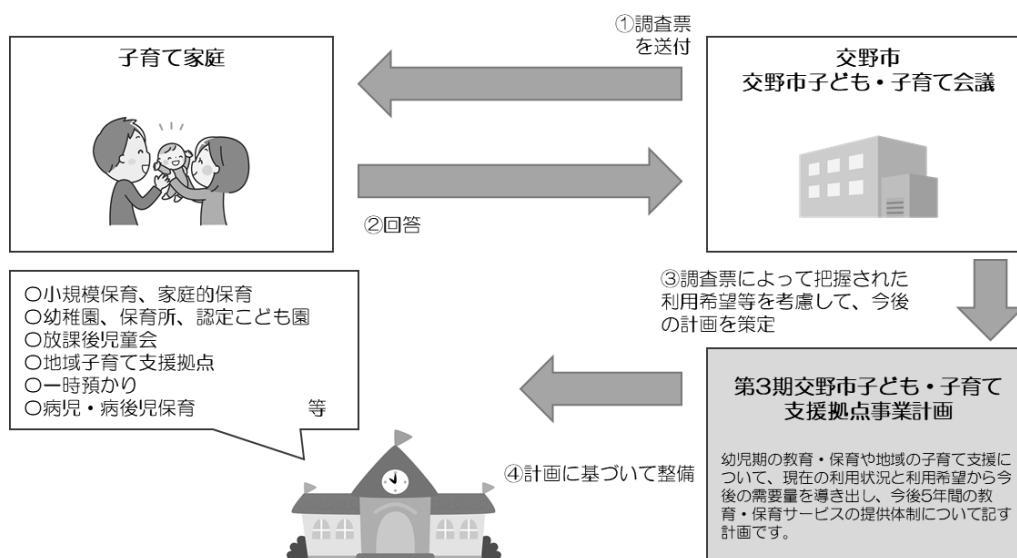 ①調査票
を送付
子育て家庭
交野市
交野市子ども・子育て会議
②回答
③調査票によって把握された
利用希望等を考慮して、今後
の計画を策定
○小規模保育、家庭的保育
○幼稚園、保育所、認定こども園
○放課後児童会
○地域子育て支援拠点
○一時預かり
○病児・病後児保育　　　　　　等
第3期交野市子ども・子育て
支援拠点事業計画
幼児期の教育・保育や地域の子育て支援に
ついて、現在の利用状況と利用希望から今
後の需要量を導き出し、今後5年間の教
育・保育サービスの提供体制について記す
計画です。
④計画に基づいて整備